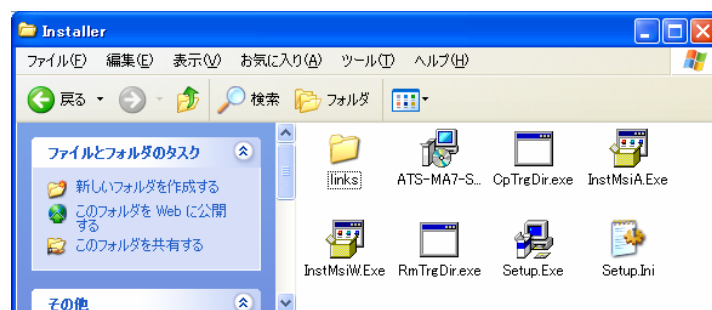 Installer
ファイル(F) 編集(E) 表示(V) お気に入り(A) ツール(T) ヘルプ(H)
戻る 検索 フォルダ
ファイルとフォルダのタスク
新しいフォルダを作成する
このフォルダを Web に公開
する
このフォルダを共有する
その他
links ATS-MA7-S... CpTrgDir.exe InstMsiA.Exe
InstMsiW.Exe RmTrgDir.exe Setup.Exe Setup.Ini